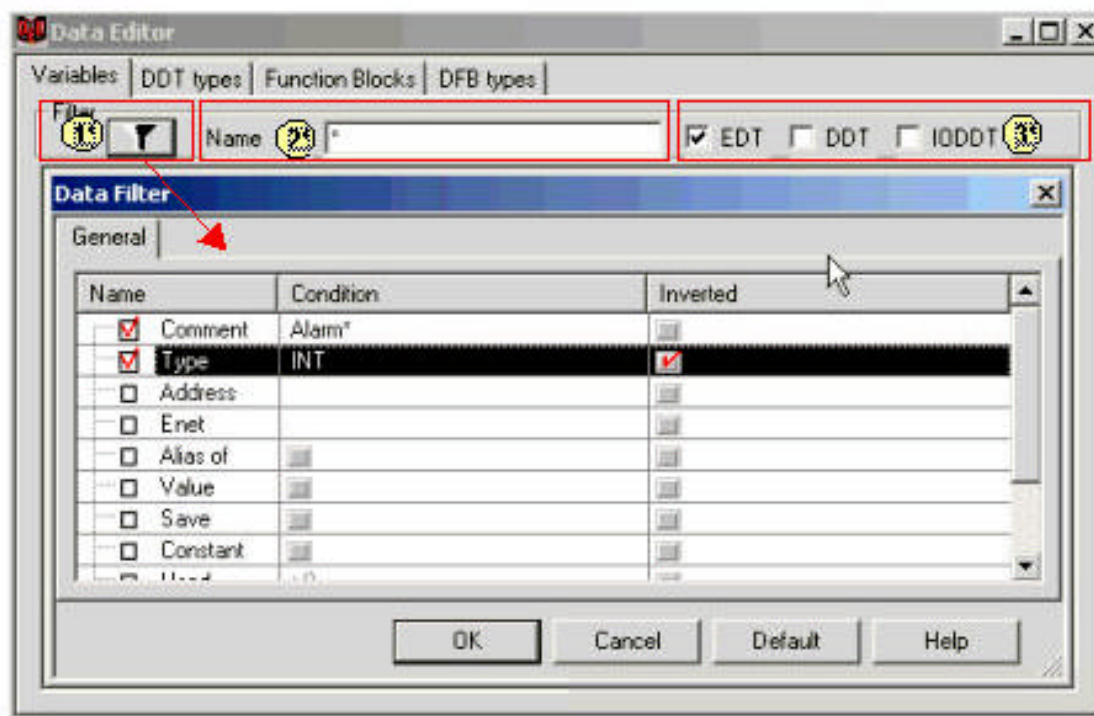 Data Editor
Variables DDT types Function Blocks DFB types
Filter
1 Name 2 * EDT DDT IODDT 3
Data Filter
General
Name Condition Inverted
Comment Alarm*
Type INT
Address
Enet
Alias of
Value
Save
Constant
OK Cancel Default Help